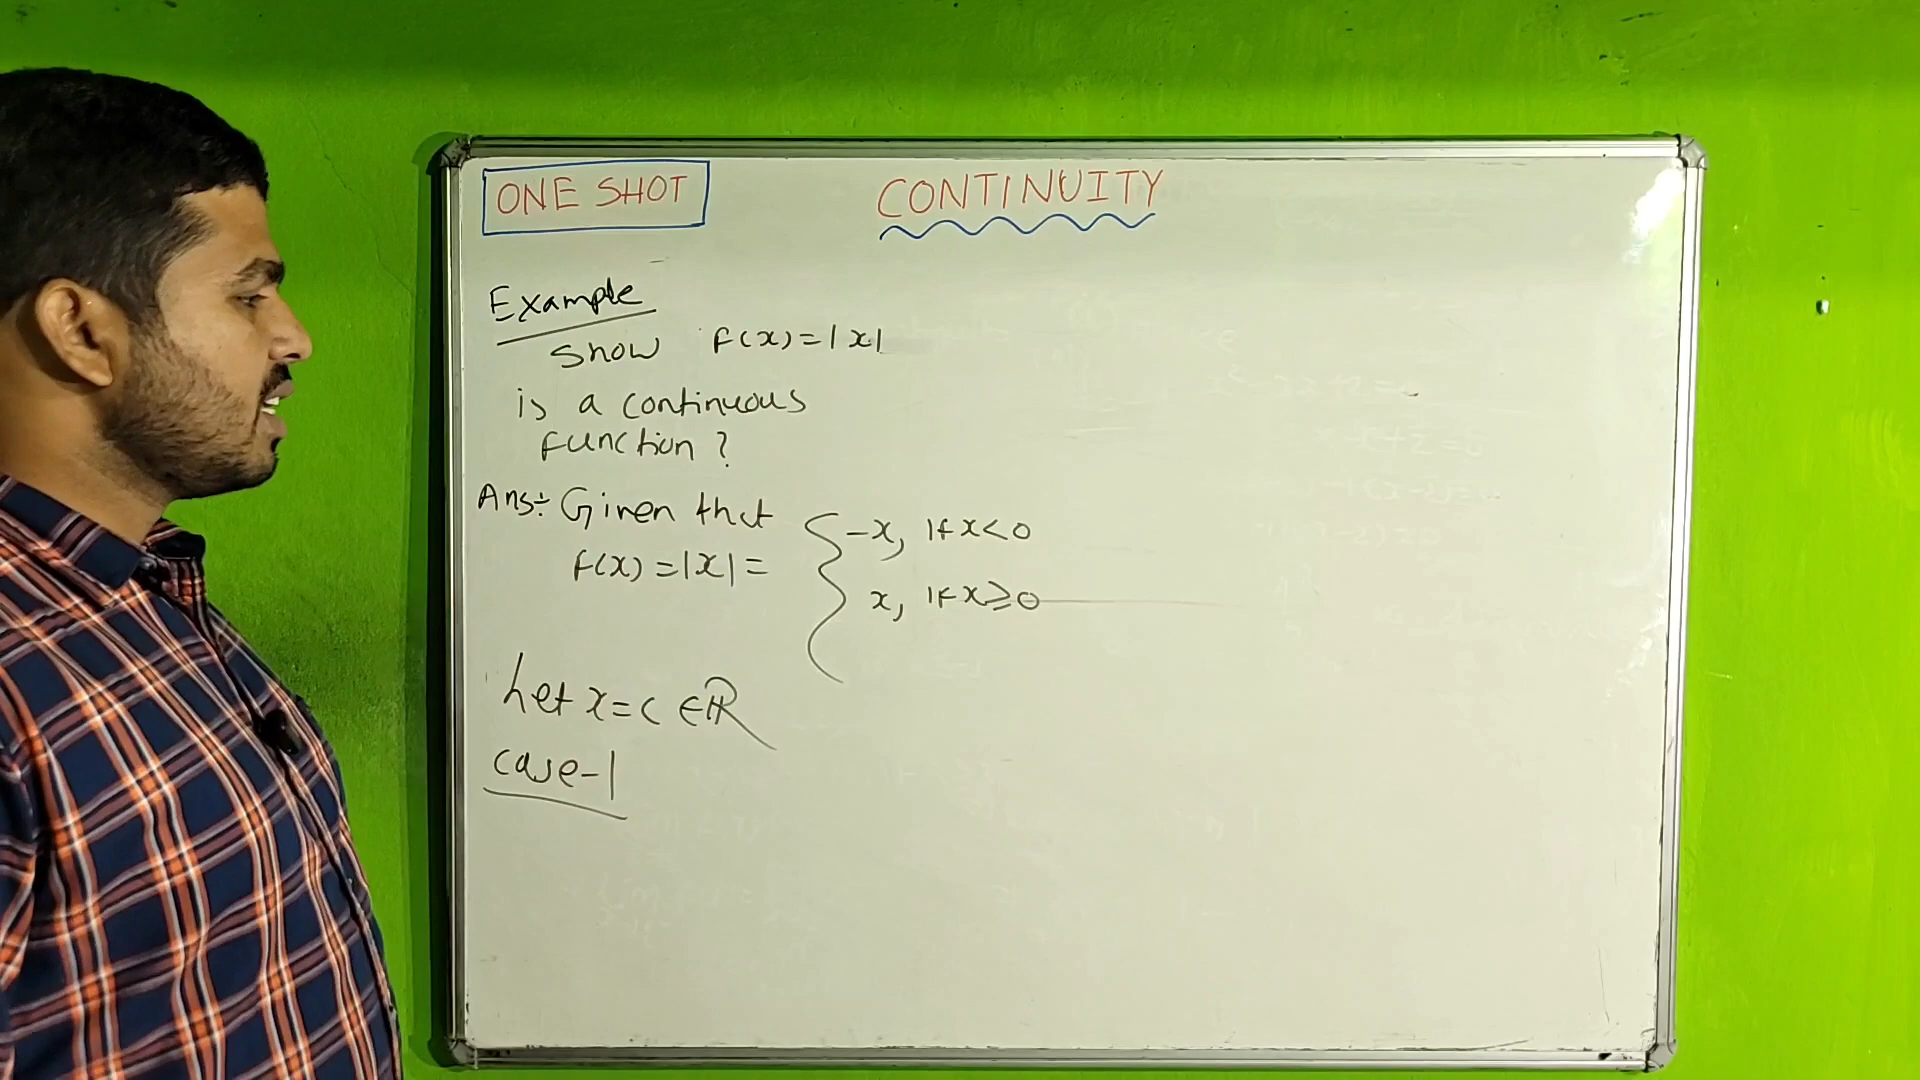 ONE SHOT
CONTINUITY
Example
Show f(x)=|x|
is a continuous
function?
Ans:- Given that
f(x)=|x|= { -x, if x<0
x, if x≥0
Let x=c ∈ℝ
case-1